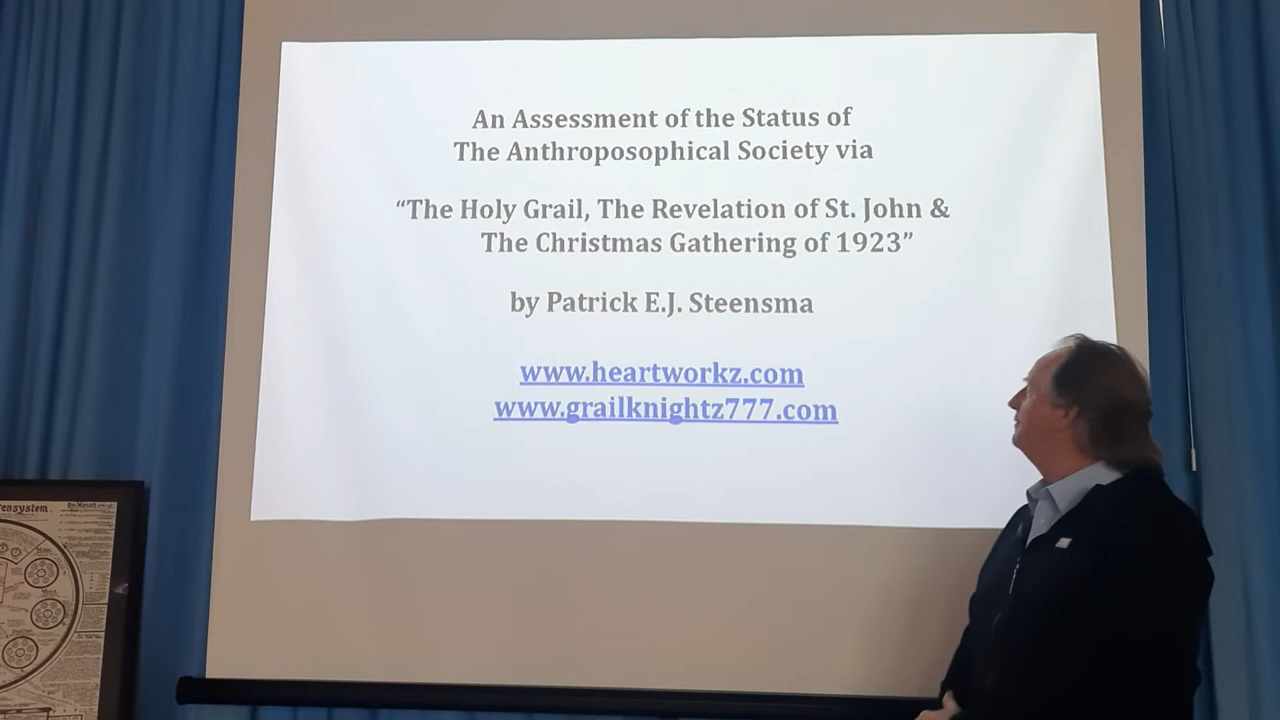 An Assessment of the Status of
The Anthroposophical Society via
“The Holy Grail, The Revelation of St. John &
The Christmas Gathering of 1923”
by Patrick E.J. Steensma
www.heartworkz.com
www.grailknightz777.com